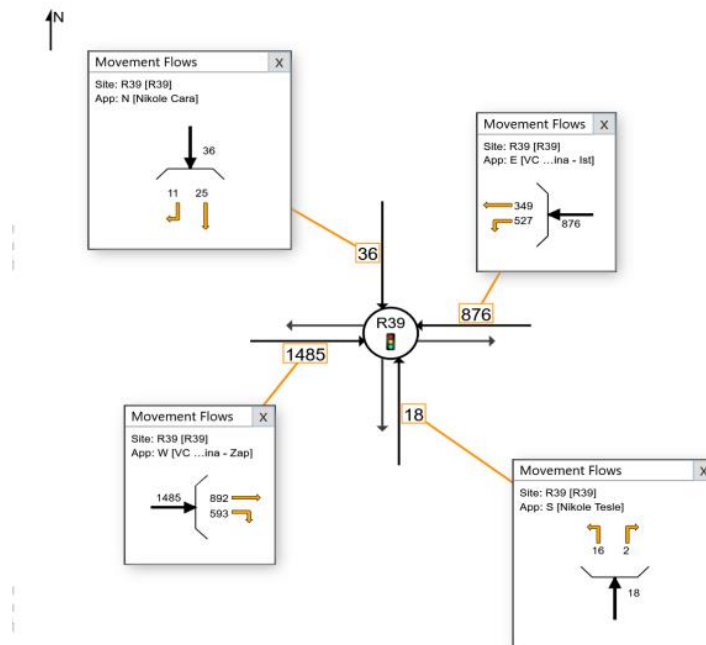 N
Movement Flows X
Site: R39 [R39]
App: N [Nikole Cara]
36
11 25
Movement Flows X
Site: R39 [R39]
App: E [VC ...ina - Ist]
349
527
876
36
876
R39
1485
18
Movement Flows X
Site: R39 [R39]
App: W [VC ...ina - Zap]
1485
892
593
Movement Flows X
Site: R39 [R39]
App: S [Nikole Tesle]
16 2
18